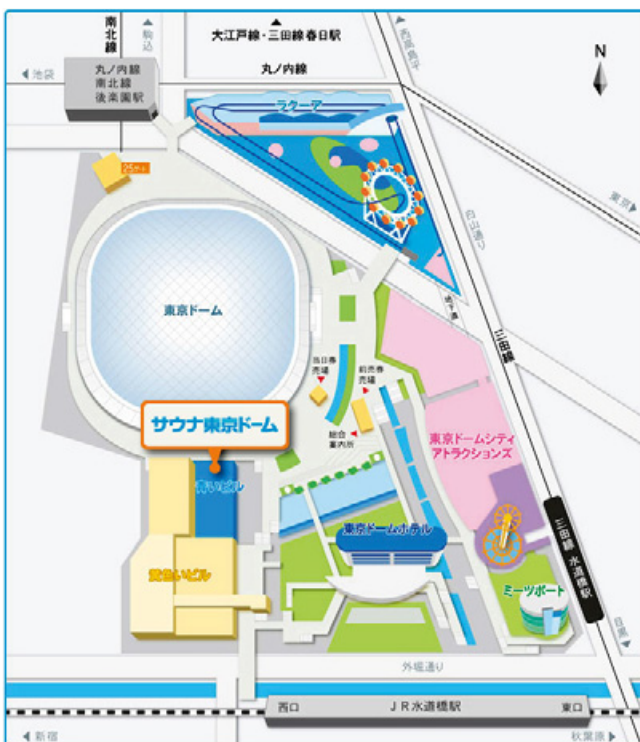 南北線
駒込
大江戸線・三田線 春日駅
西高島平
池袋
丸ノ内線
南北線
後楽園駅
丸ノ内線
N
ラクーア
東京
白山通り
東京ドーム
地下道
三田線
当日券
売場
前売券
売場
総合
案内所
サウナ東京ドーム
東京ドームシティ
アトラクションズ
青いビル
東京ドームホテル
三田線 水道橋駅
黄色いビル
ミーツポート
目黒
外堀通り
西口
JR水道橋駅
東口
新宿
秋葉原